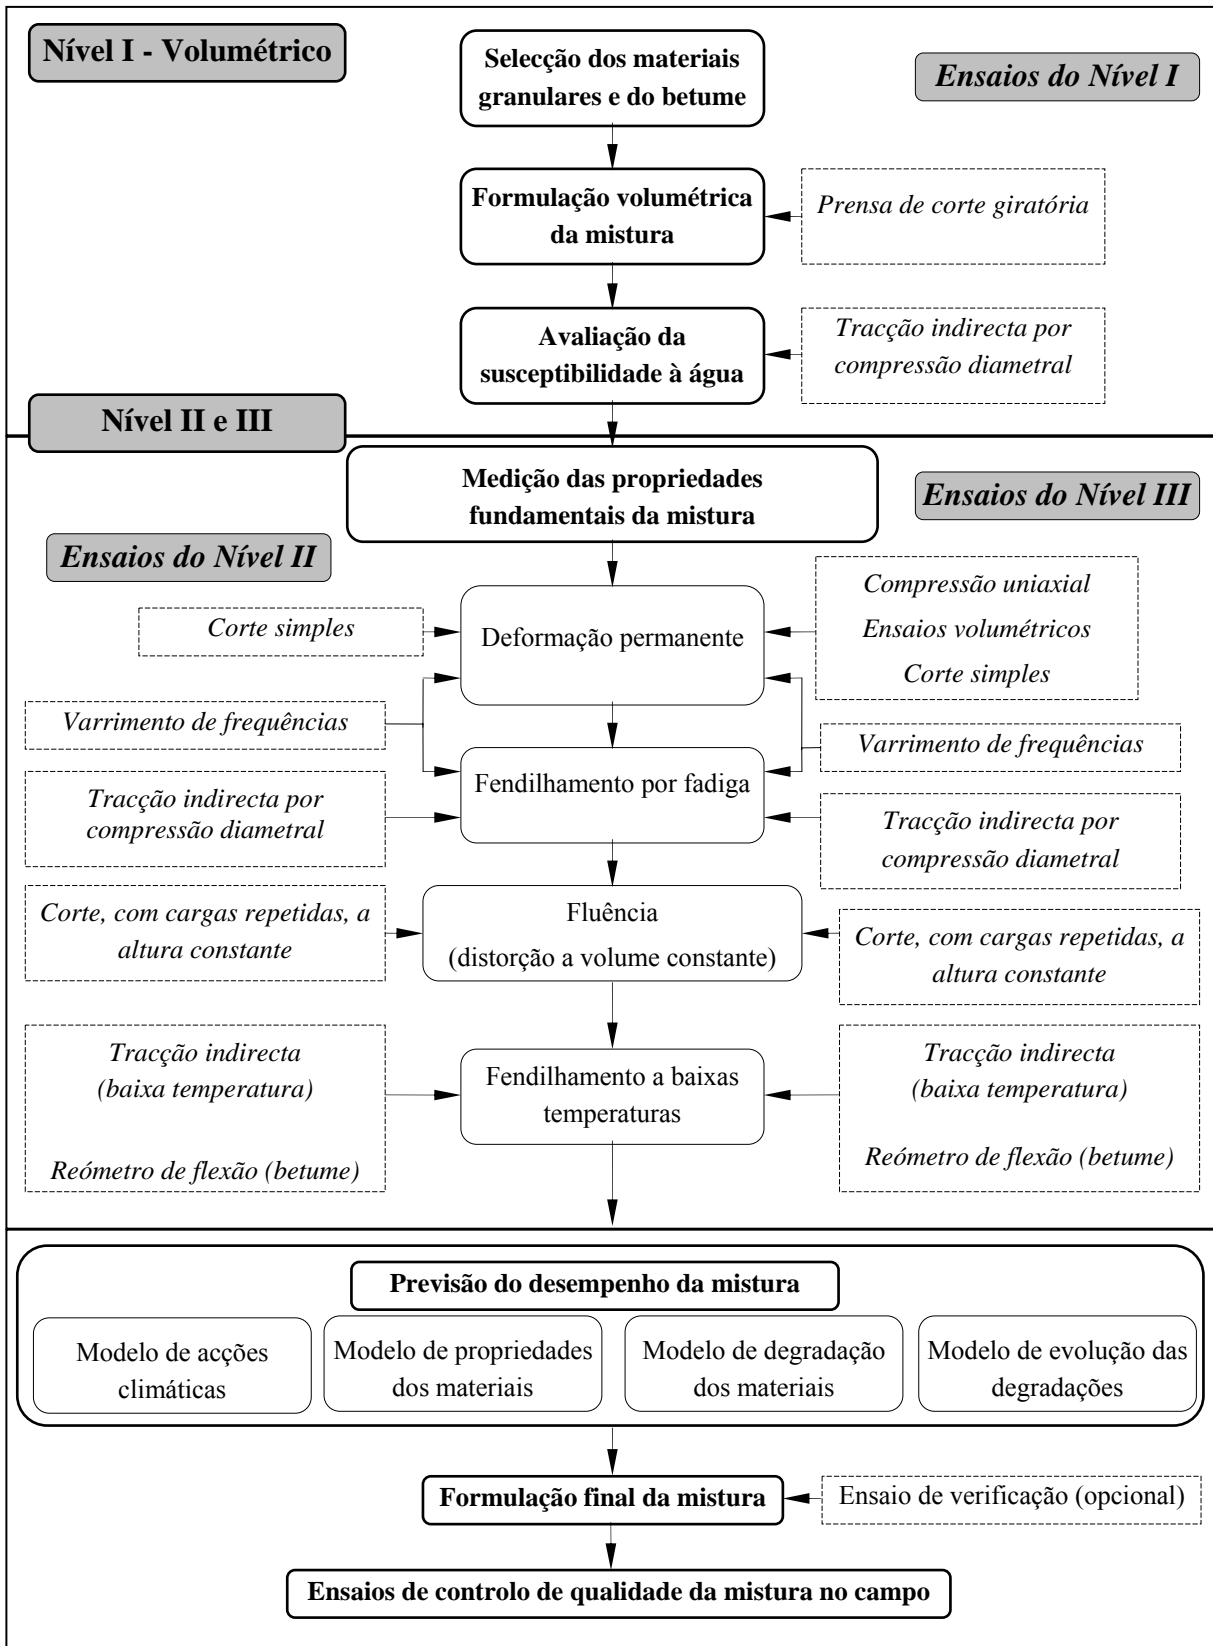 Nível I - Volumétrico
Selecção dos materiais
granulares e do betume
Ensaios do Nível I
Formulação volumétrica
da mistura
Prensa de corte giratória
Avaliação da
susceptibilidade à água
Tracção indirecta por
compressão diametral
Nível II e III
Medição das propriedades
fundamentais da mistura
Ensaios do Nível III
Ensaios do Nível II
Corte simples
Deformação permanente
Compressão uniaxial
Ensaios volumétricos
Corte simples
Varrimento de frequências
Varrimento de frequências
Fendilhamento por fadiga
Tracção indirecta por
compressão diametral
Tracção indirecta por
compressão diametral
Corte, com cargas repetidas, a
altura constante
Fluência
(distorção a volume constante)
Corte, com cargas repetidas, a
altura constante
Tracção indirecta
(baixa temperatura)
Reómetro de flexão (betume)
Fendilhamento a baixas
temperaturas
Tracção indirecta
(baixa temperatura)
Reómetro de flexão (betume)
Previsão do desempenho da mistura
Modelo de acções
climáticas
Modelo de propriedades
dos materiais
Modelo de degradação
dos materiais
Modelo de evolução das
degradações
Formulação final da mistura
Ensaio de verificação (opcional)
Ensaios de controlo de qualidade da mistura no campo